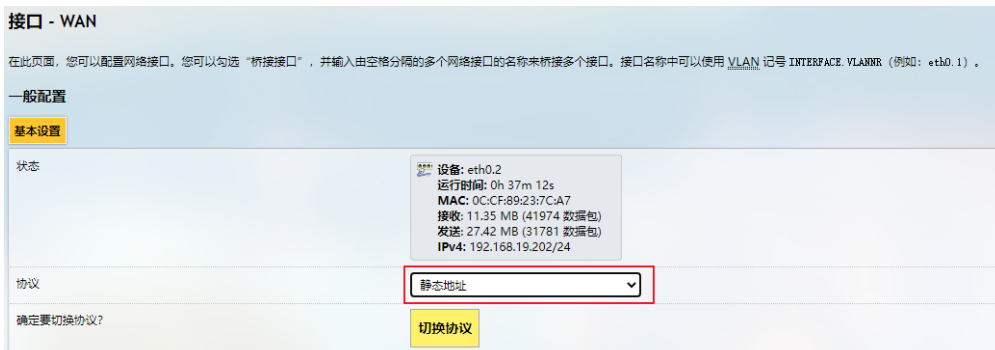 接口 - WAN
在此页面，您可以配置网络接口。您可以勾选“桥接接口”，并输入由空格分隔的多个网络接口的名称来桥接多个接口。接口名称中可以使用 VLAN 记号 INTERFACE.VLANNR（例如：eth0.1）。
一般配置
基本设置
状态
设备: eth0.2
运行时间: 0h 37m 12s
MAC: 0C:CF:89:23:7C:A7
接收: 11.35 MB (41974 数据包)
发送: 27.42 MB (31781 数据包)
IPv4: 192.168.19.202/24
协议
静态地址
确定要切换协议？
切换协议